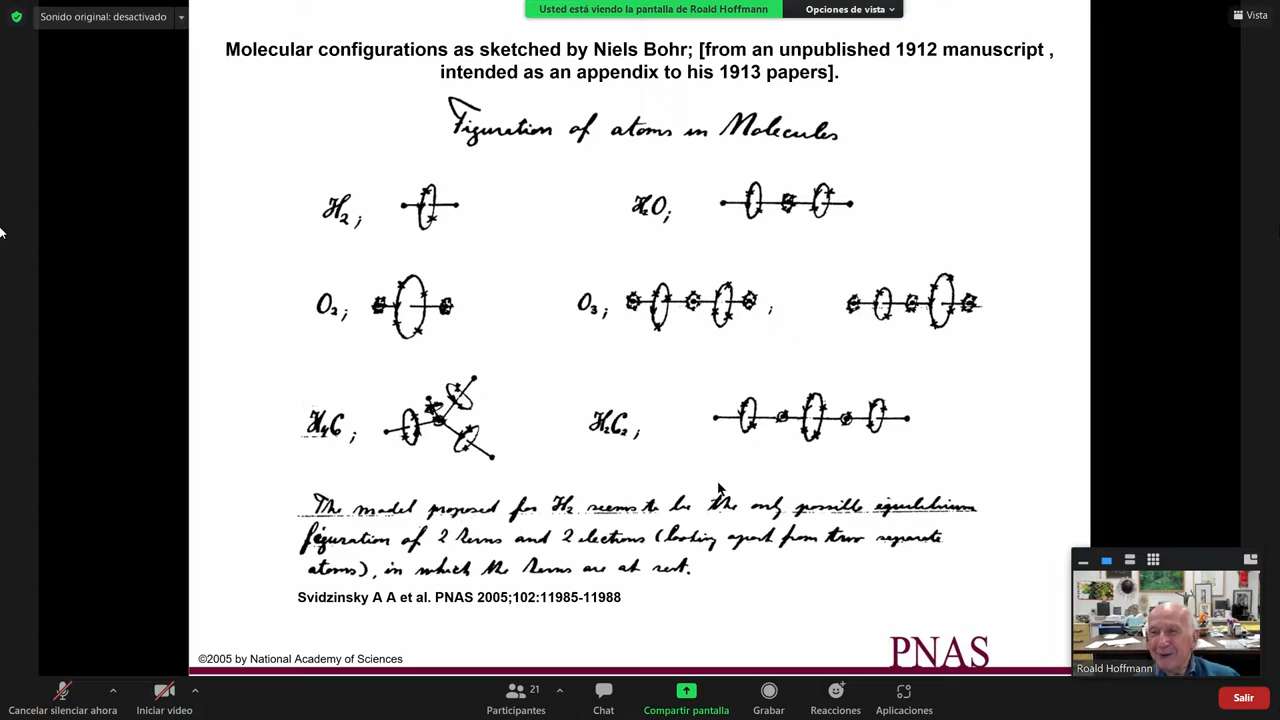 Sonido original: desactivado
Usted está viendo la pantalla de Roald Hoffmann
Opciones de vista
Vista
Molecular configurations as sketched by Niels Bohr; [from an unpublished 1912 manuscript ,
intended as an appendix to his 1913 papers].
Figuration of atoms in Molecules
H2; H2O;
O2; O3; ;
H4C; H2C2;
The model proposed for H2 seems to be the only possible equilibrium
figuration of 2 kerns and 2 electrons (looking apart from two separate
atoms), in which the kerns are at rest.
Svidzinsky A A et al. PNAS 2005;102:11985-11988
©2005 by National Academy of Sciences
PNAS
Roald Hoffmann
Cancelar silenciar ahora
Iniciar video
21
Participantes
Chat
Compartir pantalla
Grabar
Reacciones
Aplicaciones
Salir